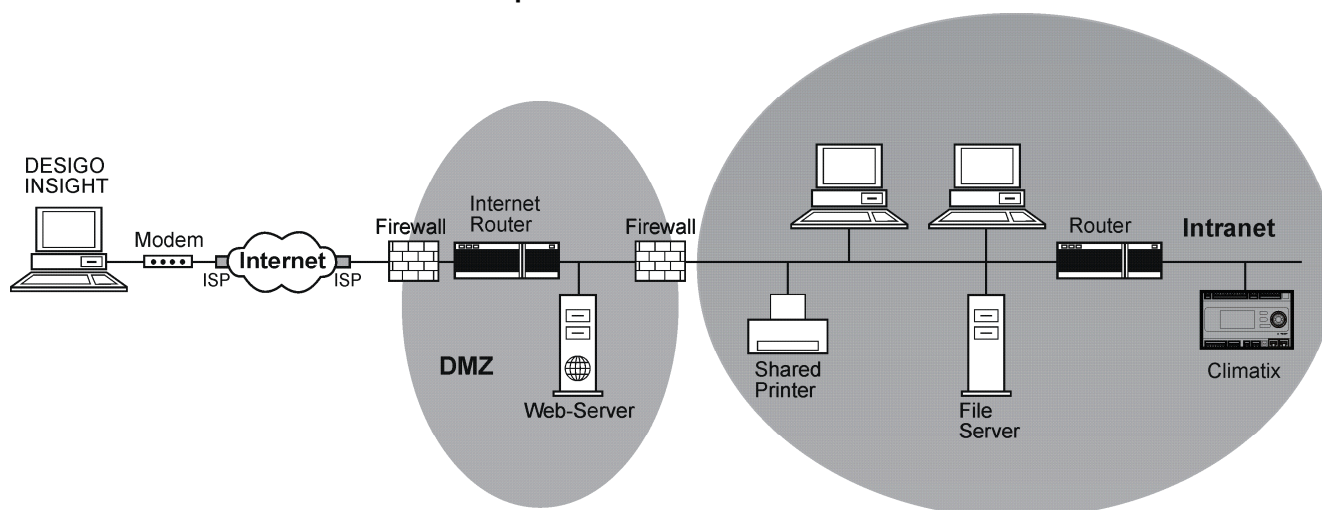 DESIGO
INSIGHT
Modem
ISP
Internet
ISP
Firewall
Internet
Router
DMZ
Web-Server
Firewall
Shared
Printer
File
Server
Router
Intranet
Climatix